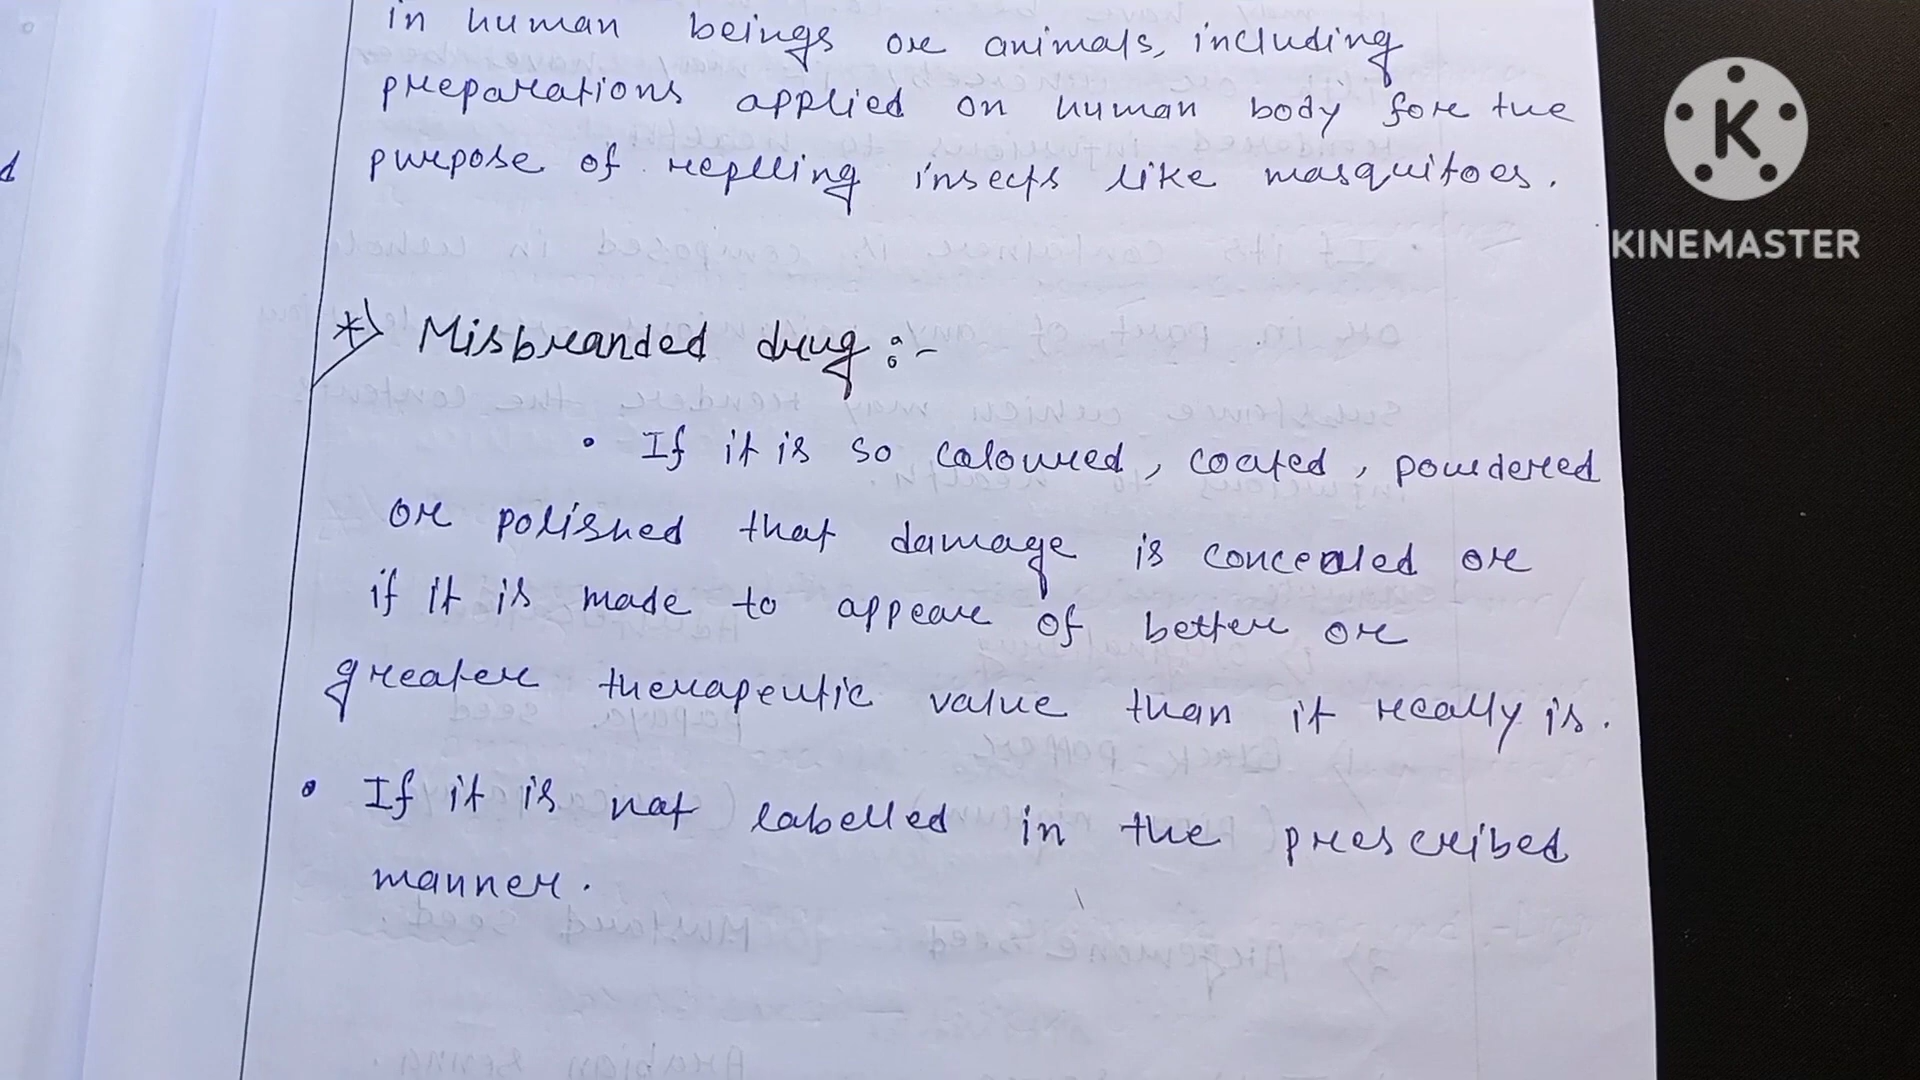 in human beings or animals, including
preparations applied on human body for the
purpose of replling insects like masquitoes.
*) Misbranded drug :-
• If it is so coloured, coated, powdered
or polished that damage is concealed or
if it is made to appear of better or
greater therapeutic value than it really is.
• If it is not labelled in the prescribed
manner.
K
KINEMASTER